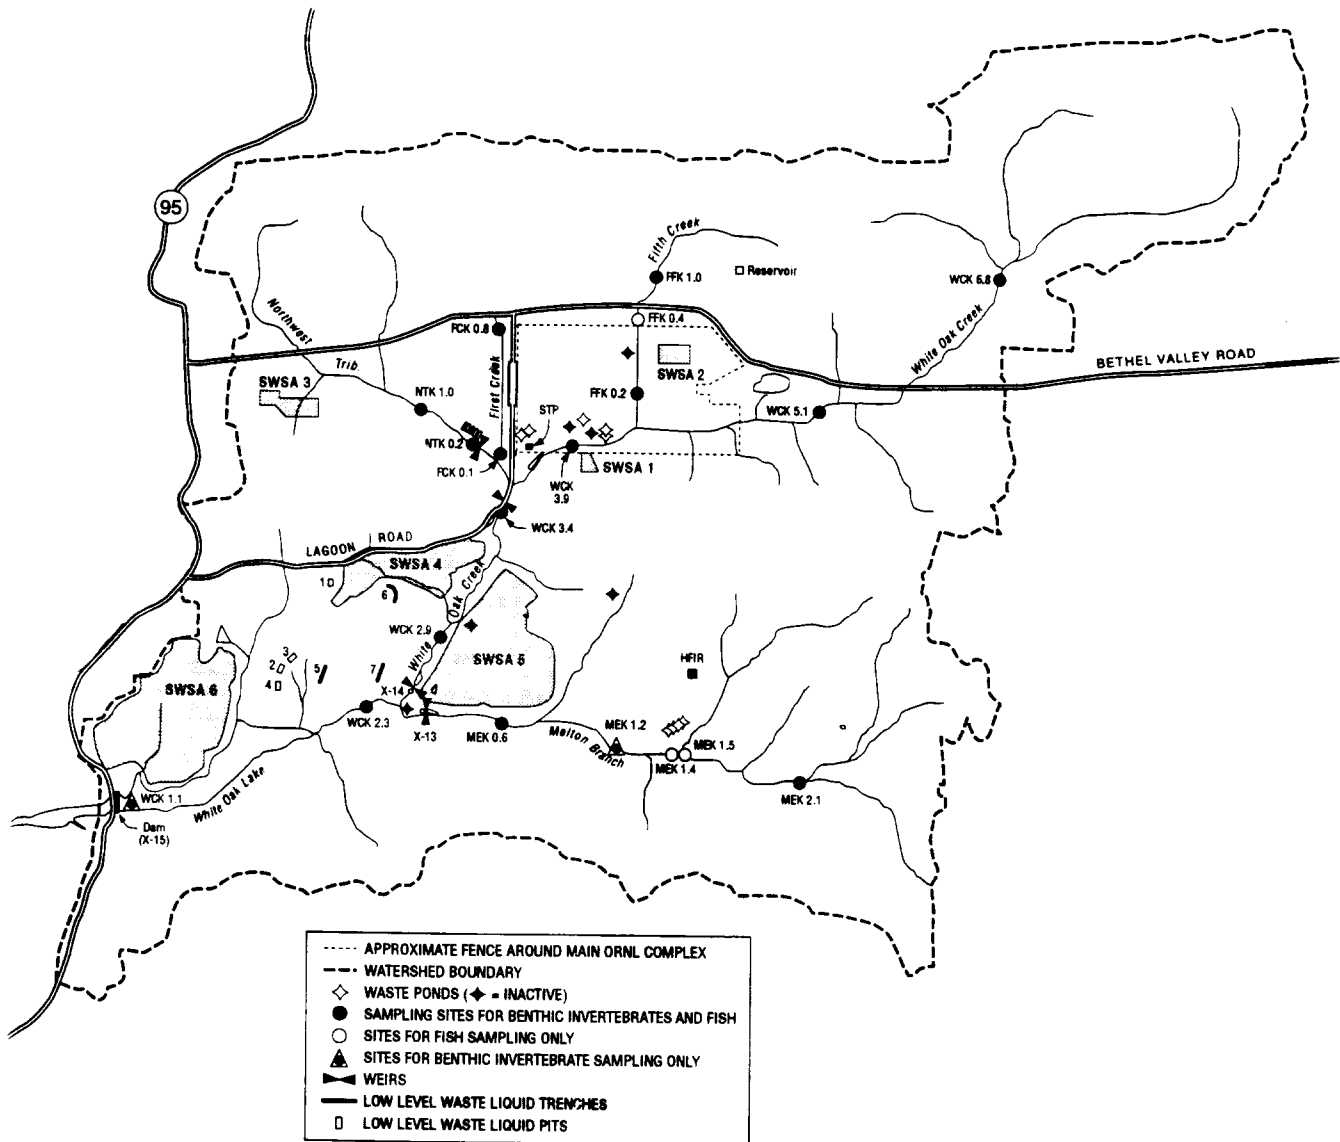 95
Fifth Creek
FFK 1.0
Reservoir
WCK 6.8
Northwest
Trib.
FCK 0.8
FFK 0.4
White Oak Creek
BETHEL VALLEY ROAD
SWSA 3
First Creek
SWSA 2
NTK 1.0
FFK 0.2
STP
WCK 5.1
NTK 0.2
FCK 0.1
SWSA 1
WCK
3.9
WCK 3.4
LAGOON ROAD
SWSA 4
1
6
White Oak Creek
WCK 2.9
SWSA 5
HFIR
3
2
4
5
7
SWSA 6
X-14
WCK 2.3
X-13
MEK 0.6
Melton Branch
MEK 1.2
MEK 1.5
MEK 1.4
MEK 2.1
White Oak Lake
WCK 1.1
Dam
(X-15)
APPROXIMATE FENCE AROUND MAIN ORNL COMPLEX
WATERSHED BOUNDARY
WASTE PONDS (✦ = INACTIVE)
SAMPLING SITES FOR BENTHIC INVERTEBRATES AND FISH
SITES FOR FISH SAMPLING ONLY
SITES FOR BENTHIC INVERTEBRATE SAMPLING ONLY
WEIRS
LOW LEVEL WASTE LIQUID TRENCHES
LOW LEVEL WASTE LIQUID PITS